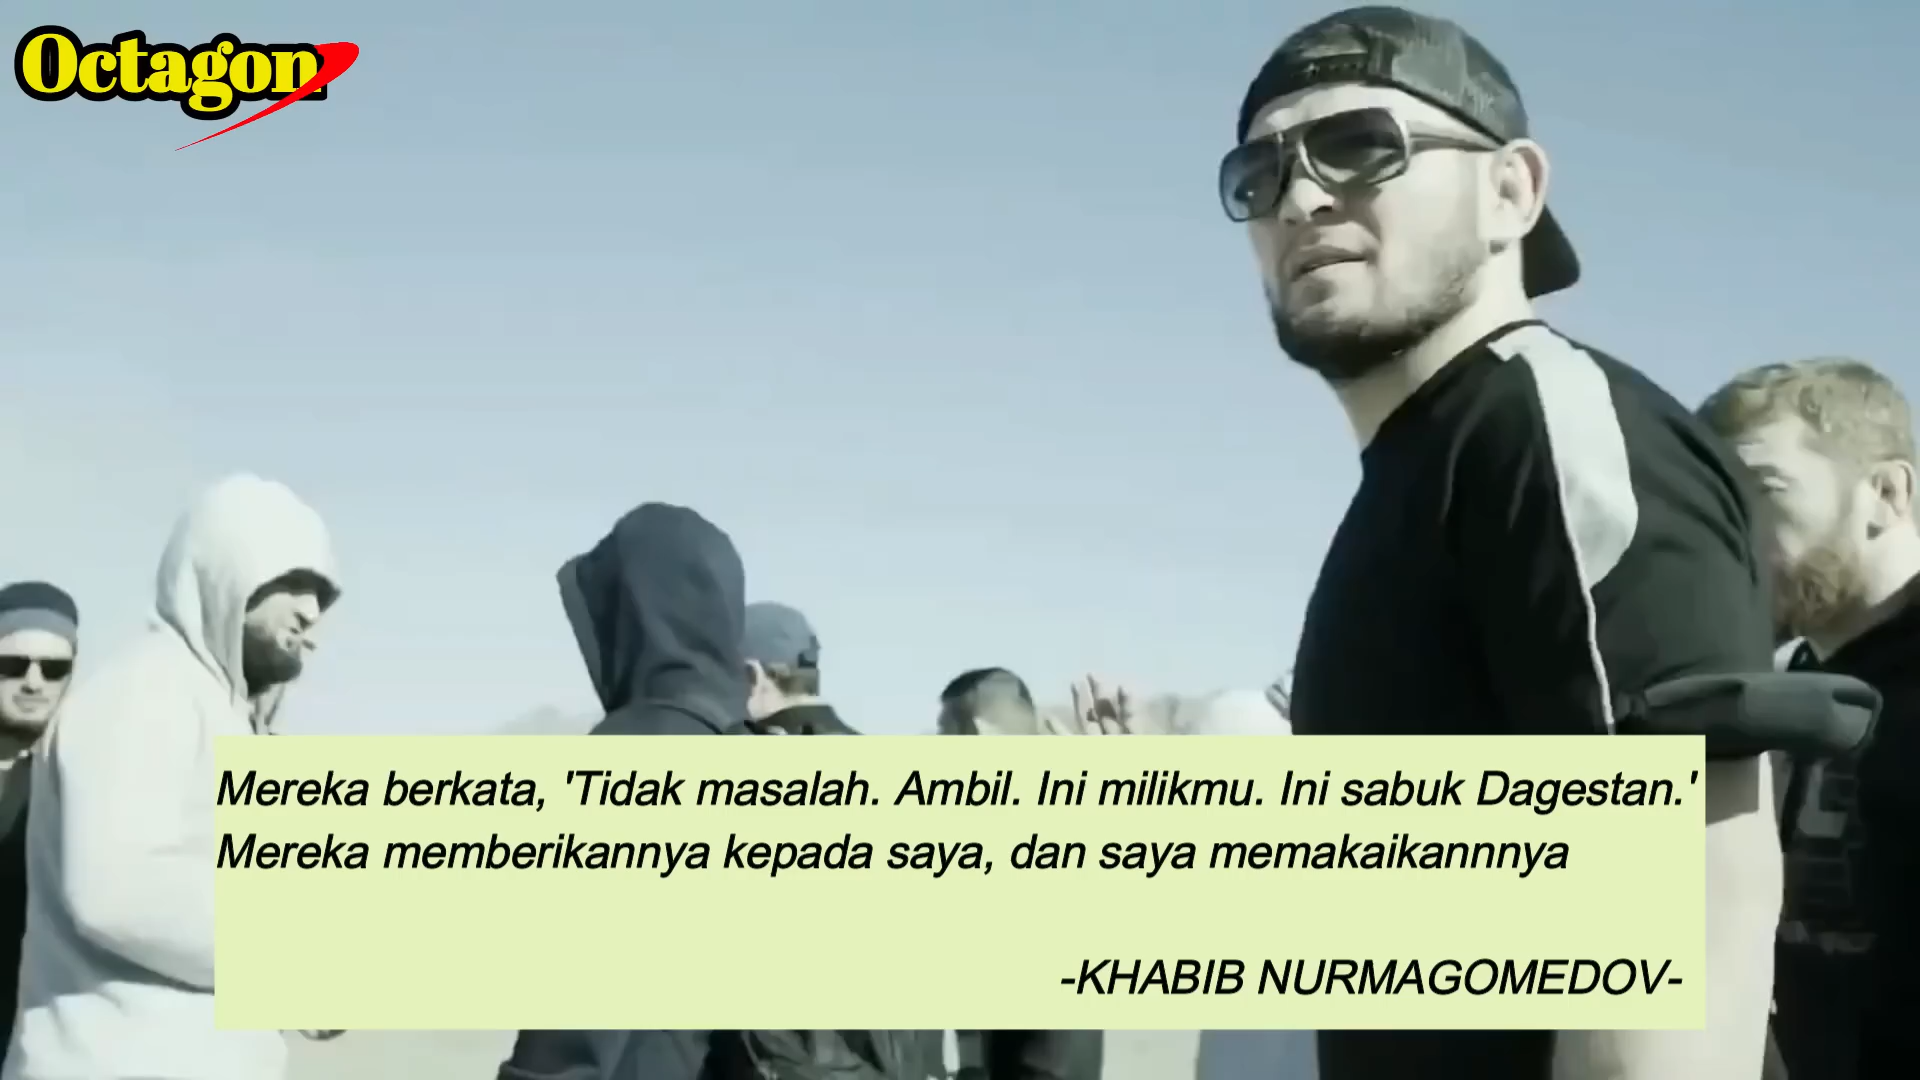 Octagon
Mereka berkata, 'Tidak masalah. Ambil. Ini milikmu. Ini sabuk Dagestan.'
Mereka memberikannya kepada saya, dan saya memakaikannnya
-KHABIB NURMAGOMEDOV-